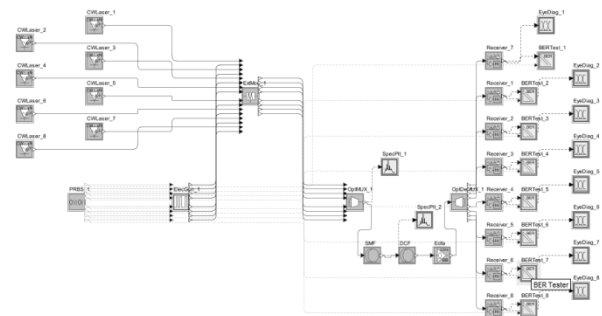 EyeDiag_1
CWLaser_1
CWLaser_2
Receiver_7
BERTest_1
CWLaser_3
CWLaser_4
EyeDiag_2
CWLaser_5
Receiver_1
BERTest_2
CWLaser_6
EyeDiag_3
CWLaser_7
Receiver_2
BERTest_3
CWLaser_8
EyeDiag_4
SpecPlt_1
Receiver_3
BERTest_4
EyeDiag_5
PRBS_1
ElecGen_1
OptMUX_1
OptDeMUX_1
Receiver_4
BERTest_5
SpecPlt_2
EyeDiag_6
Receiver_5
BERTest_6
SMF
DCF
EyeDiag_7
Receiver_6
BERTest_7
EyeDiag_8
BER Tester
Receiver_8
BERTest_8